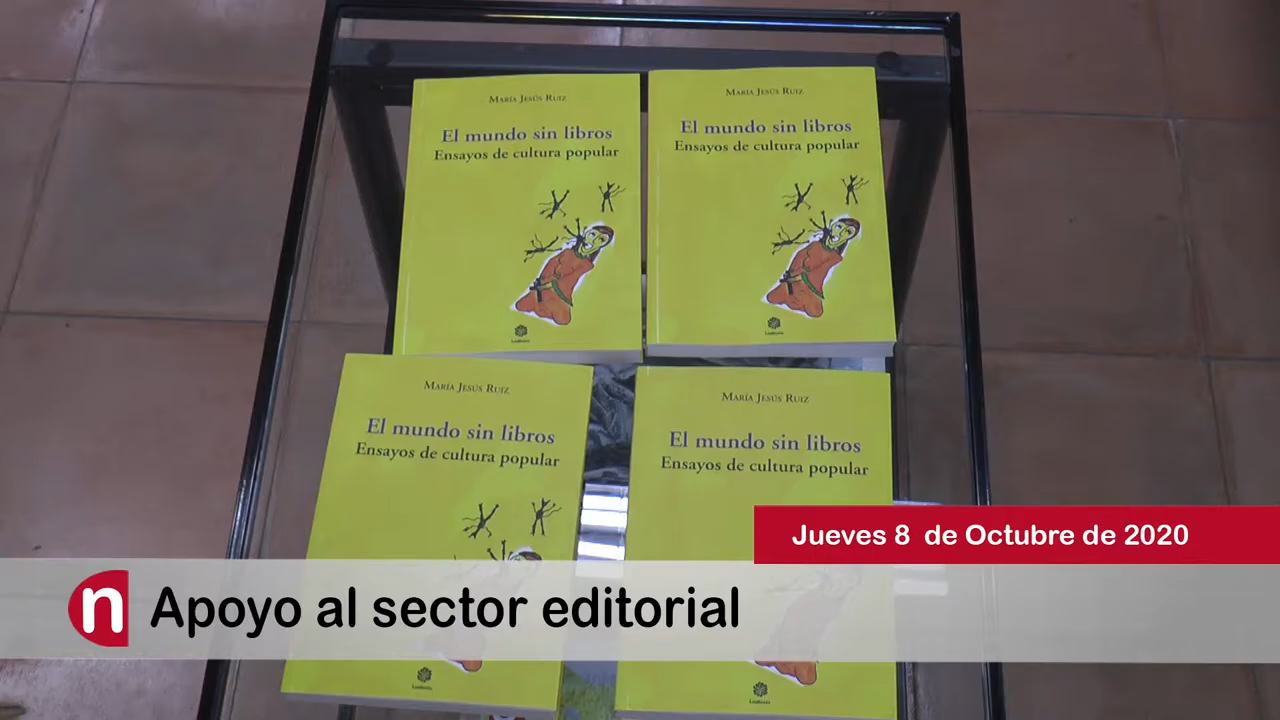 MARÍA JESÚS RUIZ
El mundo sin libros
Ensayos de cultura popular
MARÍA JESÚS RUIZ
El mundo sin libros
Ensayos de cultura popular
MARÍA JESÚS RUIZ
El mundo sin libros
Ensayos de cultura popular
MARÍA JESÚS RUIZ
El mundo sin libros
Ensayos de cultura popular
Jueves 8 de Octubre de 2020
n Apoyo al sector editorial